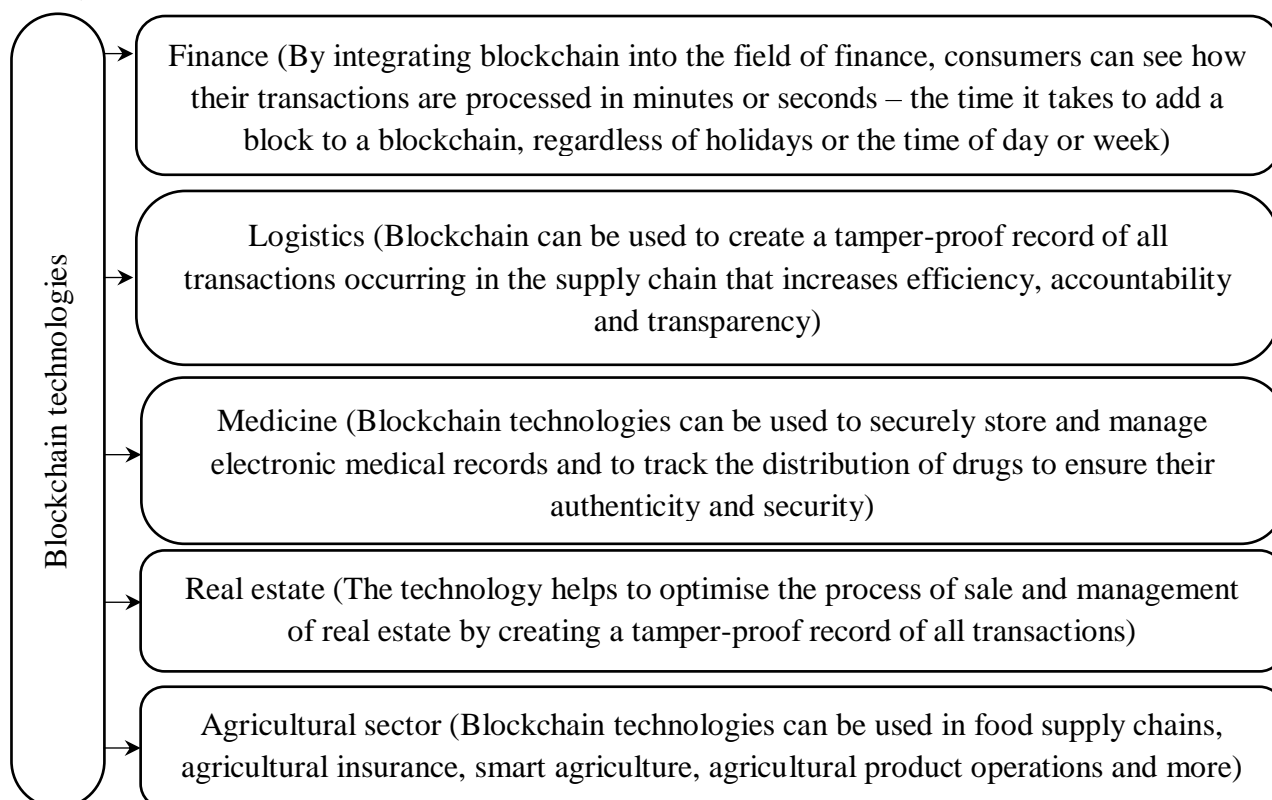 Blockchain technologies
Finance (By integrating blockchain into the field of finance, consumers can see how
their transactions are processed in minutes or seconds – the time it takes to add a
block to a blockchain, regardless of holidays or the time of day or week)
Logistics (Blockchain can be used to create a tamper-proof record of all
transactions occurring in the supply chain that increases efficiency, accountability
and transparency)
Medicine (Blockchain technologies can be used to securely store and manage
electronic medical records and to track the distribution of drugs to ensure their
authenticity and security)
Real estate (The technology helps to optimise the process of sale and management
of real estate by creating a tamper-proof record of all transactions)
Agricultural sector (Blockchain technologies can be used in food supply chains,
agricultural insurance, smart agriculture, agricultural product operations and more)